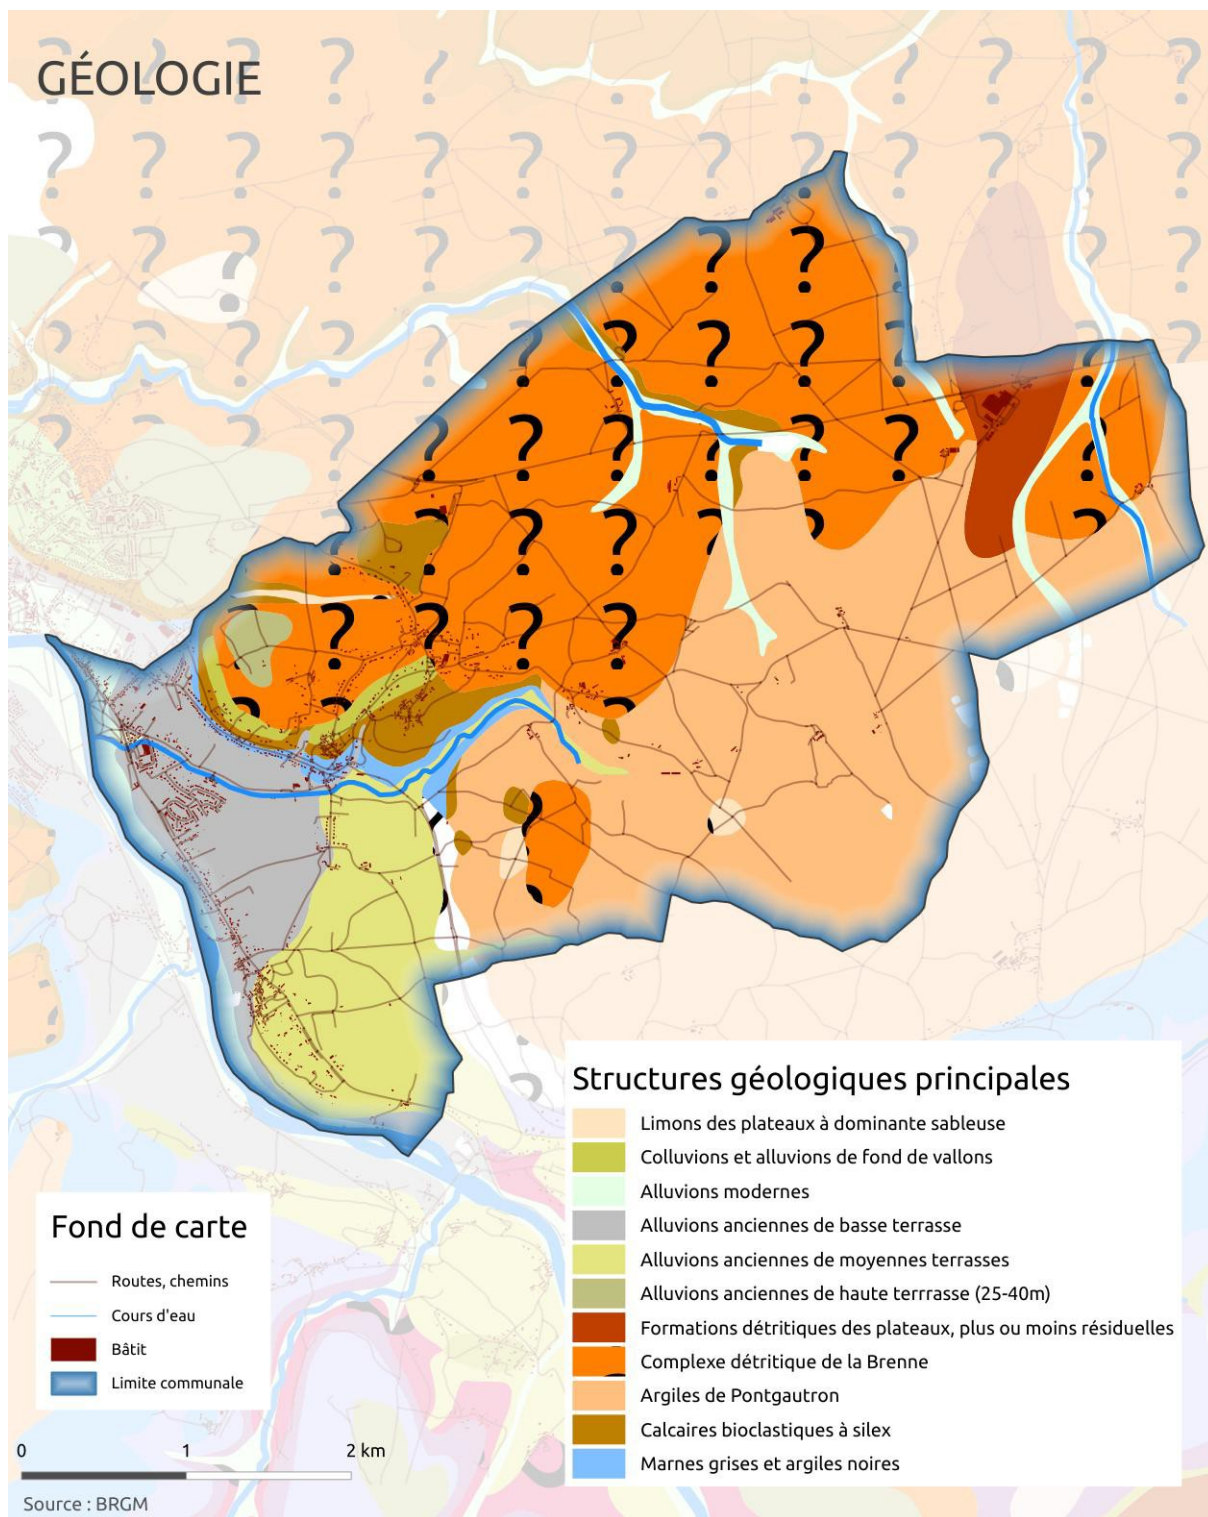 GÉOLOGIE
Structures géologiques principales
Limons des plateaux à dominante sableuse
Colluvions et alluvions de fond de vallons
Alluvions modernes
Alluvions anciennes de basse terrasse
Alluvions anciennes de moyennes terrasses
Alluvions anciennes de haute terrrasse (25-40m)
Formations détritiques des plateaux, plus ou moins résiduelles
Complexe détritique de la Brenne
Argiles de Pontgautron
Calcaires bioclastiques à silex
Marnes grises et argiles noires
Fond de carte
Routes, chemins
Cours d'eau
Bâtit
Limite communale
0 1 2 km
Source : BRGM